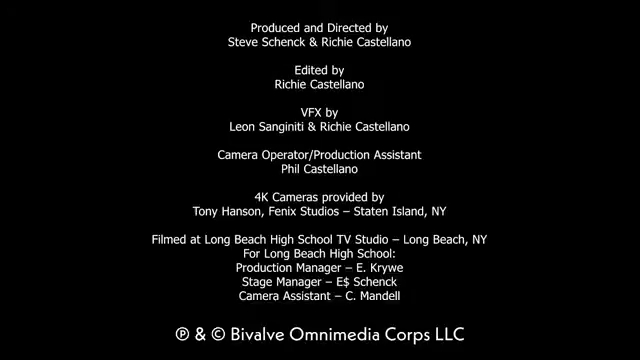 Produced and Directed by
Steve Schenck & Richie Castellano
Edited by
Richie Castellano
VFX by
Leon Sanginiti & Richie Castellano
Camera Operator/Production Assistant
Phil Castellano
4K Cameras provided by
Tony Hanson, Fenix Studios – Staten Island, NY
Filmed at Long Beach High School TV Studio – Long Beach, NY
For Long Beach High School:
Production Manager – E. Krywe
Stage Manager – E$ Schenck
Camera Assistant – C. Mandell
℗ & © Bivalve Omnimedia Corps LLC